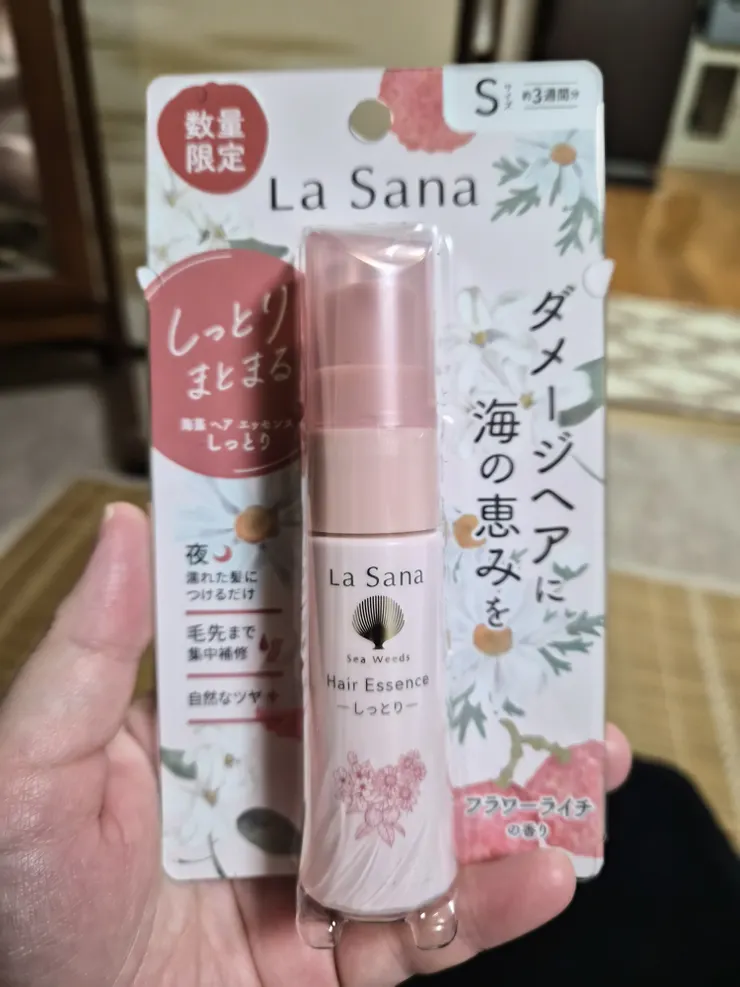 数量
限定
Sサイズ 約3週間分
La Sana
しっとり
まとまる
海藻 ヘア エッセンス
しっとり
ダメージヘアに
海の恵みを
夜
濡れた髪に
つけるだけ
毛先まで
集中補修
自然なツヤ
La Sana
Sea Weeds
Hair Essence
しっとり
フラワーライチ
の香り